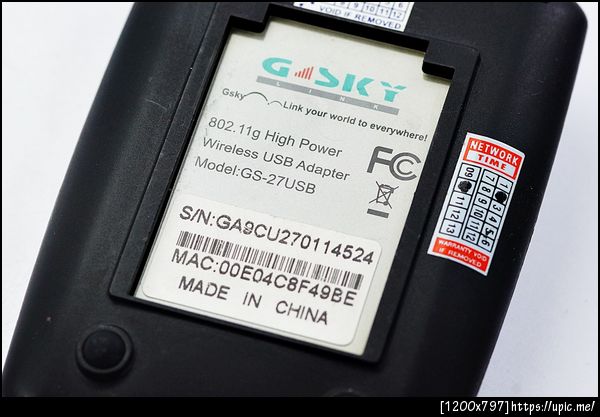 VOID IF REMOVED
GSKY
LINK
Gsky Link your world to everywhere!
802.11g High Power
Wireless USB Adapter
Model:GS-27USB
FC
S/N:GA9CU270114524
MAC:00E04C8F49BE
MADE IN CHINA
NETWORK
TIME
09
1
7 8 9 10 11 12
3 4 5 6
11 12 13
WARRANTY VOID
IF REMOVED
[1200x797]https://upic.me/